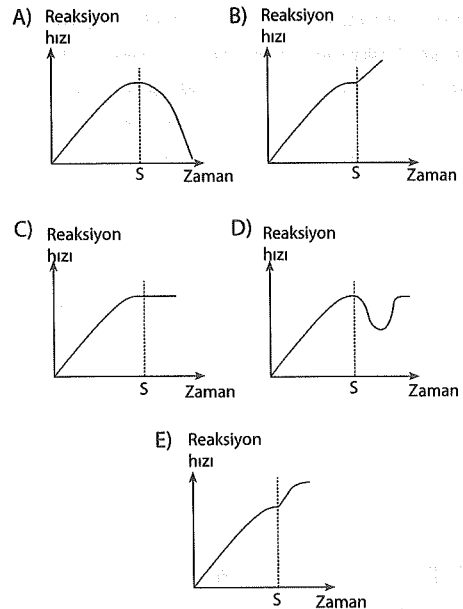 A) Reaksiyon
hızı
S
Zaman
B) Reaksiyon
hızı
S
Zaman
C) Reaksiyon
hızı
S
Zaman
D) Reaksiyon
hızı
S
Zaman
E) Reaksiyon
hızı
S
Zaman